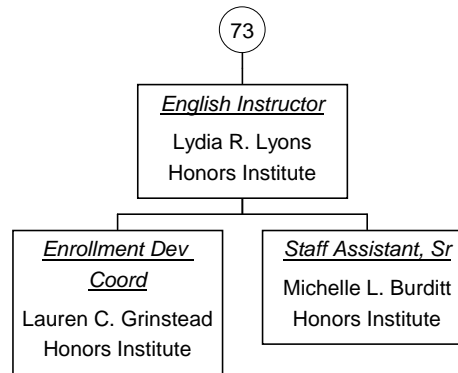 73
English Instructor
Lydia R. Lyons
Honors Institute
Enrollment Dev
Coord
Lauren C. Grinstead
Honors Institute
Staff Assistant, Sr
Michelle L. Burditt
Honors Institute